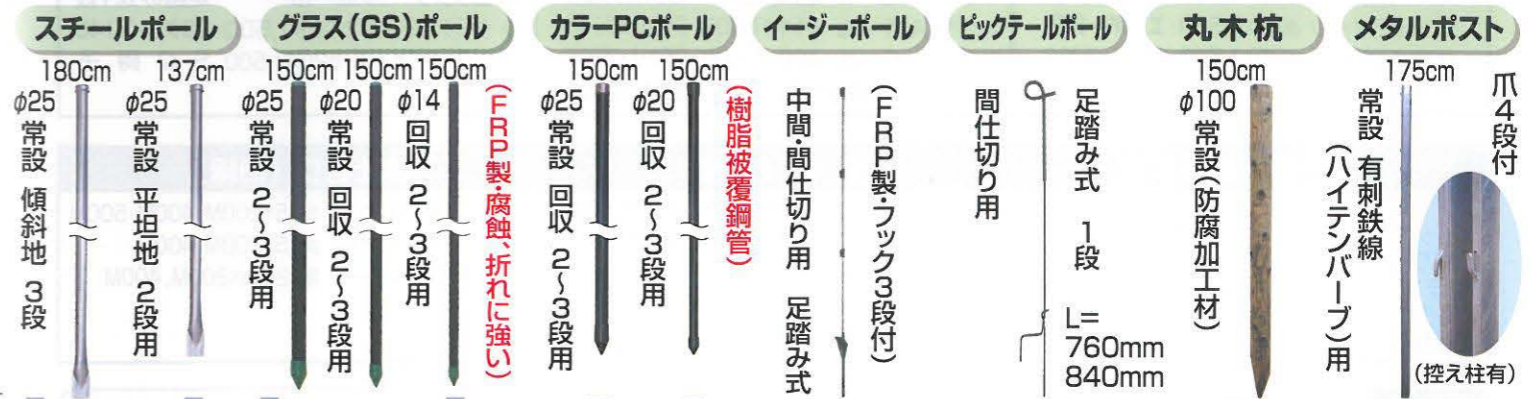 スチールポール
180cm
φ25
常設 傾斜地 3段
137cm
φ25
常設 平坦地 2段用
グラス(GS)ポール
150cm
φ25
常設 2〜3段用
150cm
φ20
常設 回収 2〜3段用
150cm
φ14
回収 2〜3段用
(FRP製・腐蝕、折れに強い)
カラーPCポール
150cm
φ25
常設 回収 2〜3段用
150cm
φ20
回収 2〜3段用
(樹脂被覆鋼管)
イージーポール
(FRP製・フック3段付)
中間・間仕切り用 足踏み式
ピックテールポール
足踏み式 1段
間仕切り用
L=
760mm
840mm
丸木杭
150cm
φ100
常設(防腐加工材)
メタルポスト
175cm
爪4段付
常設 有刺鉄線
(ハイテンバーブ)用
(控え柱有)